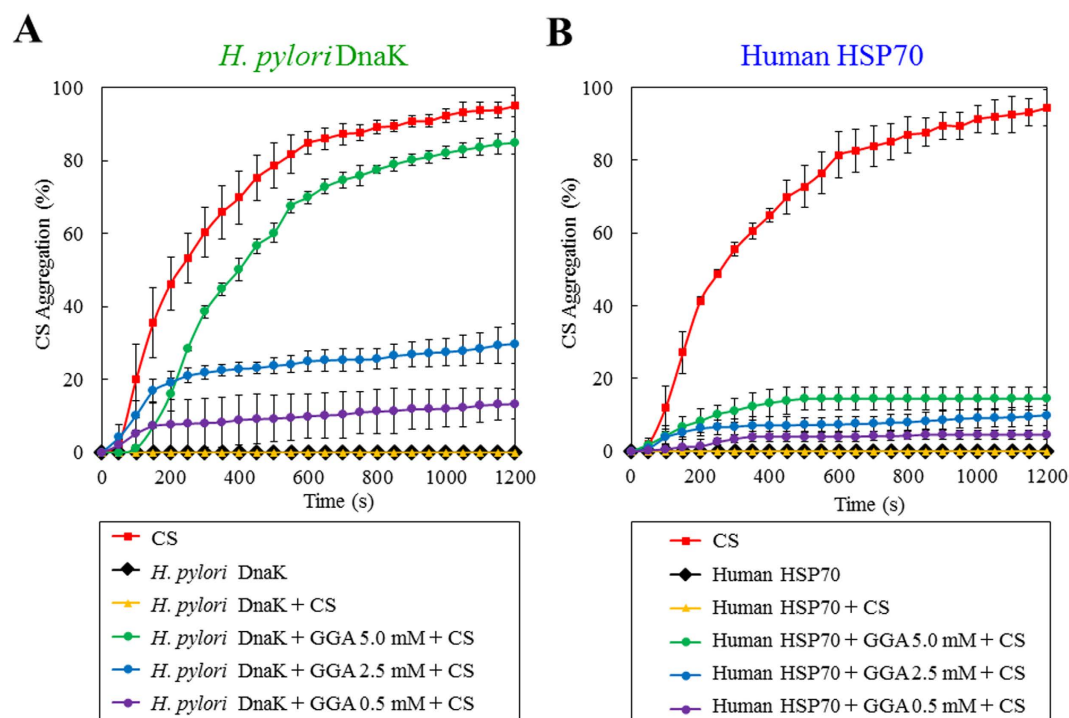 A
H. pylori DnaK
100
80
60
40
20
0
CS Aggregation (%)
0 200 400 600 800 1000 1200
Time (s)
CS
H. pylori DnaK
H. pylori DnaK + CS
H. pylori DnaK + GGA 5.0 mM + CS
H. pylori DnaK + GGA 2.5 mM + CS
H. pylori DnaK + GGA 0.5 mM + CS
B
Human HSP70
100
80
60
40
20
0
CS Aggregation (%)
0 200 400 600 800 1000 1200
Time (s)
CS
Human HSP70
Human HSP70 + CS
Human HSP70 + GGA 5.0 mM + CS
Human HSP70 + GGA 2.5 mM + CS
Human HSP70 + GGA 0.5 mM + CS